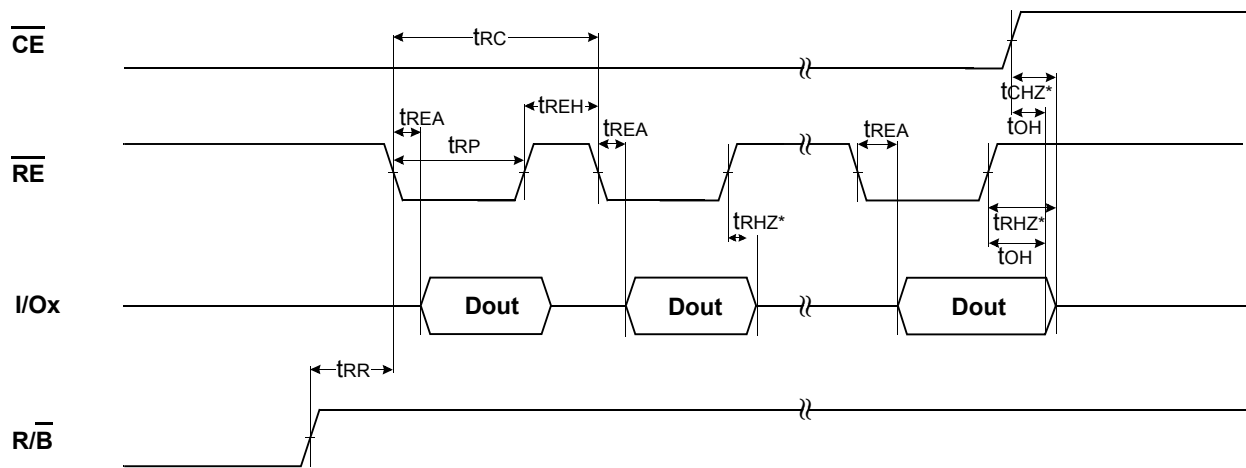 CE
tRC
tCHZ*
tREA
tREH
tREA
tREA
tOH
tRP
RE
tRHZ*
tRHZ*
tOH
I/Ox
Dout
Dout
Dout
tRR
R/B